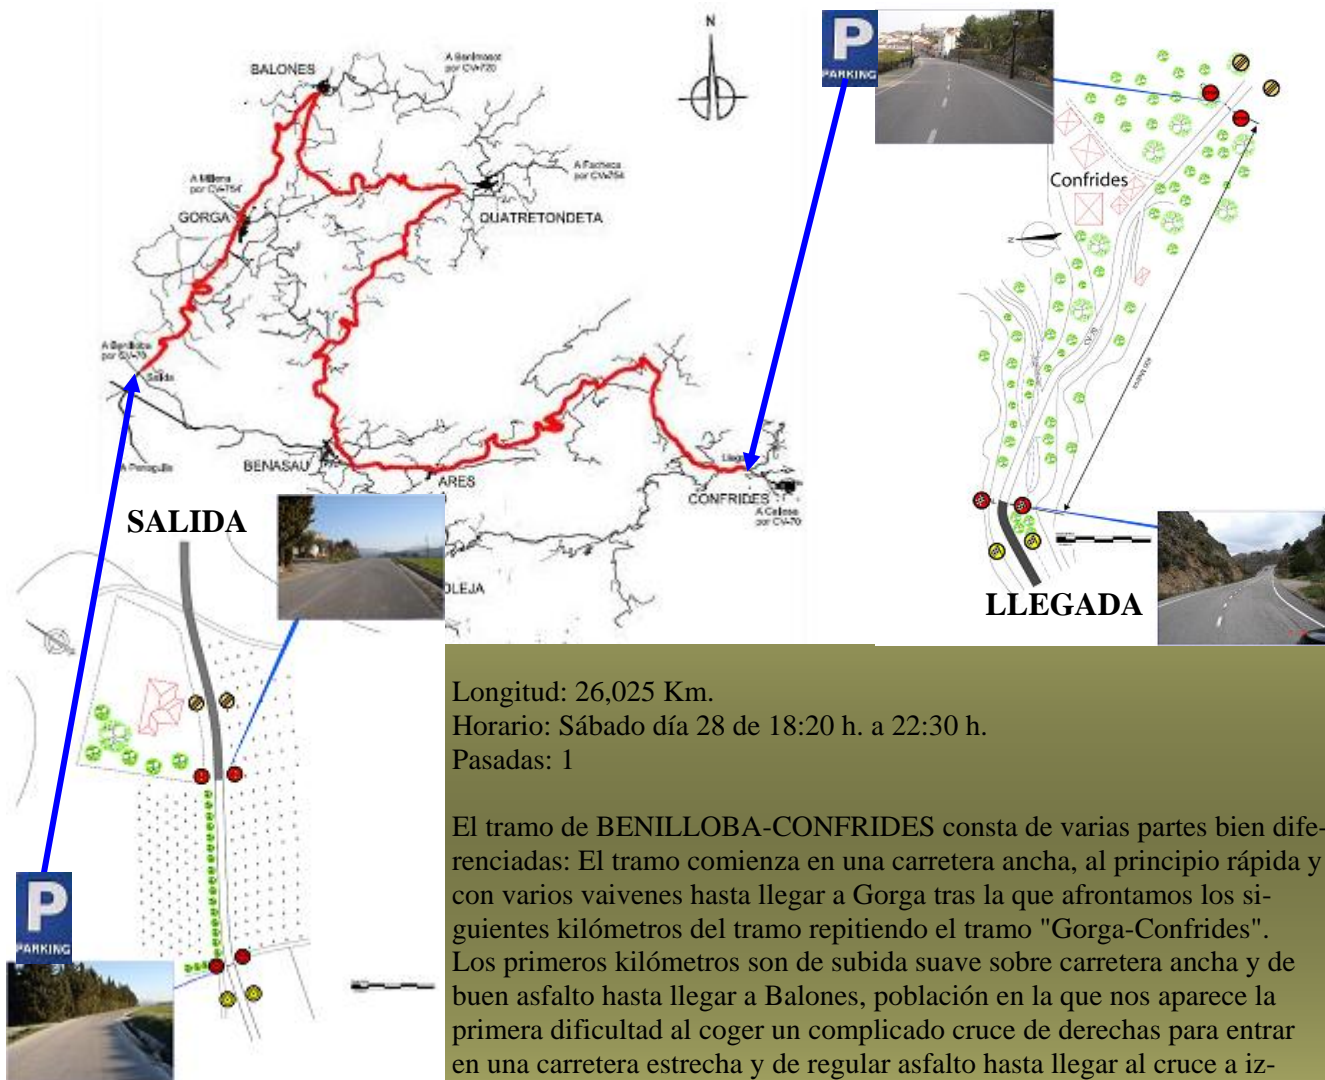 N
P
PARKING
BALONES
A Benimasot
por CV-720
A Millena
por CV-754
A Facheca
por CV-754
GORGA
QUATRETONDETA
Confrides
N
A Benilloba
por CV-70
Salida
A Penaguila
BENASAU
ARES
CONFRIDES
A Callosa
por CV-70
SALIDA
OLEJA
LLEGADA
P
PARKING
Longitud: 26,025 Km.
Horario: Sábado día 28 de 18:20 h. a 22:30 h.
Pasadas: 1
El tramo de BENILLOBA-CONFRIDES consta de varias partes bien dife-
renciadas: El tramo comienza en una carretera ancha, al principio rápida y
con varios vaivenes hasta llegar a Gorga tras la que afrontamos los si-
guientes kilómetros del tramo repitiendo el tramo "Gorga-Confrides".
Los primeros kilómetros son de subida suave sobre carretera ancha y de
buen asfalto hasta llegar a Balones, población en la que nos aparece la
primera dificultad al coger un complicado cruce de derechas para entrar
en una carretera estrecha y de regular asfalto hasta llegar al cruce a iz-